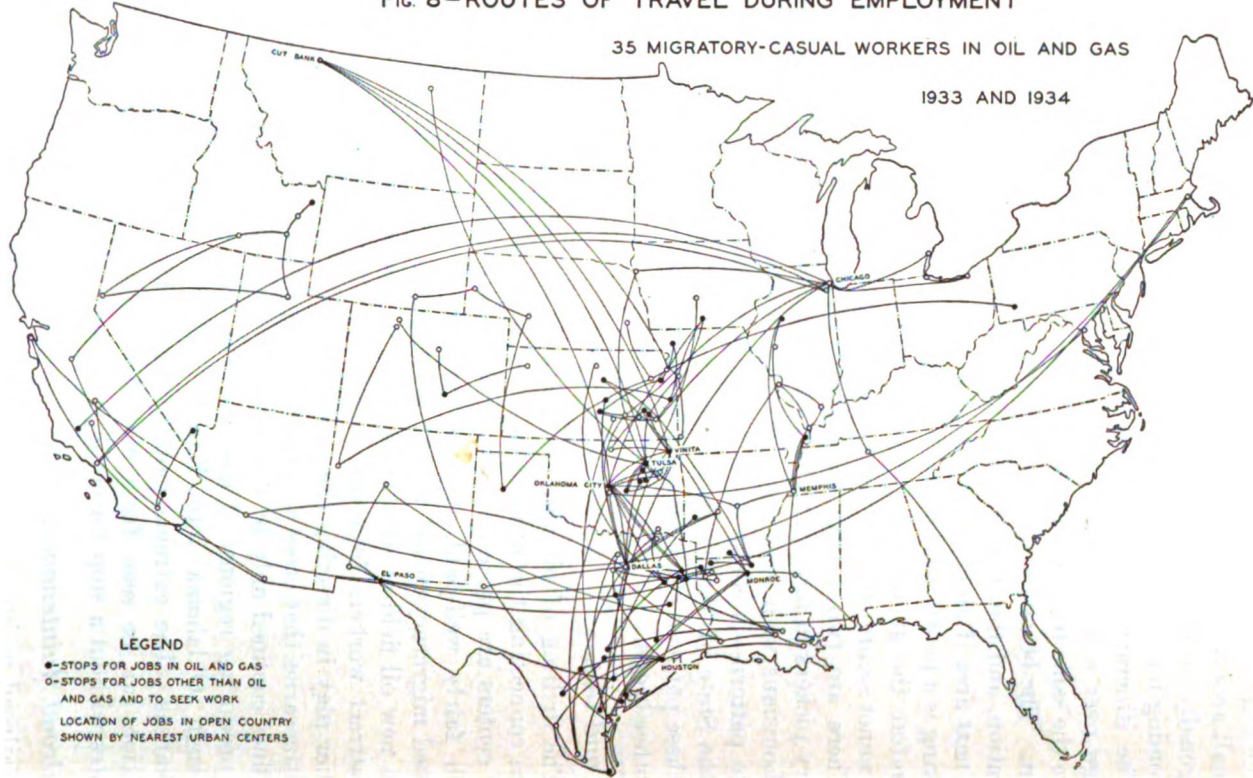 FIG. 8—ROUTES OF TRAVEL DURING EMPLOYMENT
35 MIGRATORY-CASUAL WORKERS IN OIL AND GAS
1933 AND 1934
CUT BANK
CHICAGO
VINITA
TULSA
OKLAHOMA CITY
MEMPHIS
DALLAS
MONROE
EL PASO
HOUSTON
LEGEND
●-STOPS FOR JOBS IN OIL AND GAS
○-STOPS FOR JOBS OTHER THAN OIL
AND GAS AND TO SEEK WORK
LOCATION OF JOBS IN OPEN COUNTRY
SHOWN BY NEAREST URBAN CENTERS